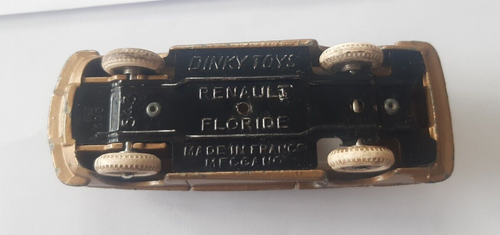 DINKY TOYS
RENAULT
FLORIDE
MADE IN FRANCE
MECCANO